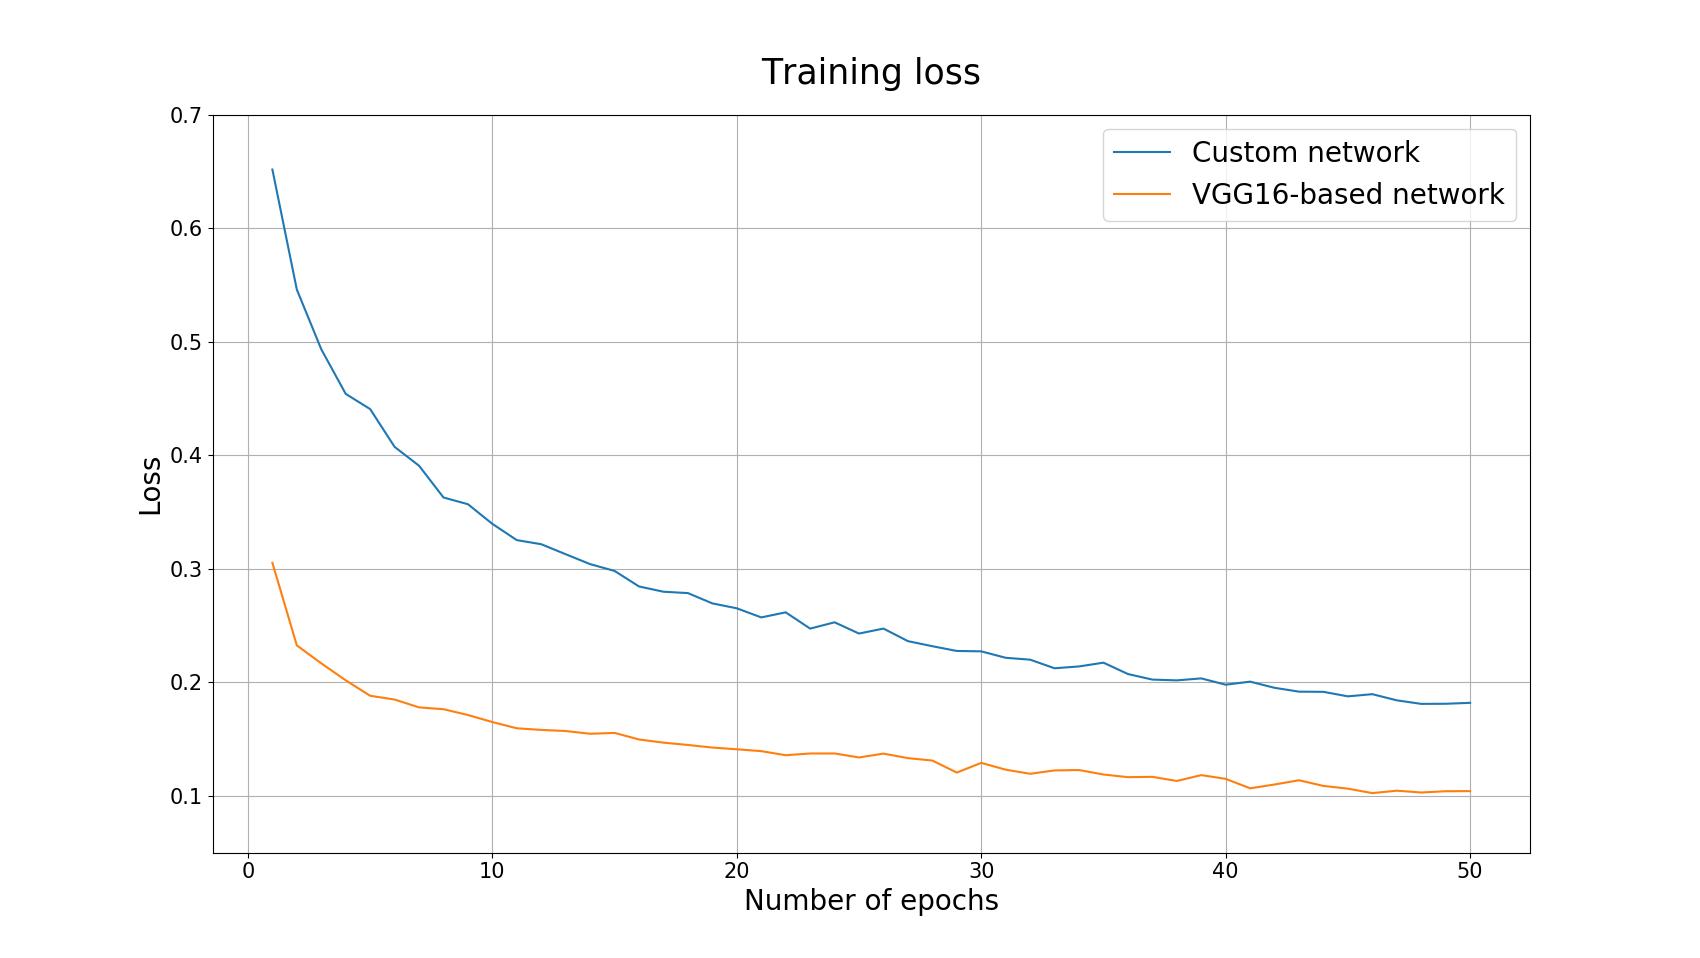 Training loss
Custom network
VGG16-based network
0.7
0.6
0.5
0.4
0.3
0.2
0.1
Loss
0 10 20 30 40 50
Number of epochs